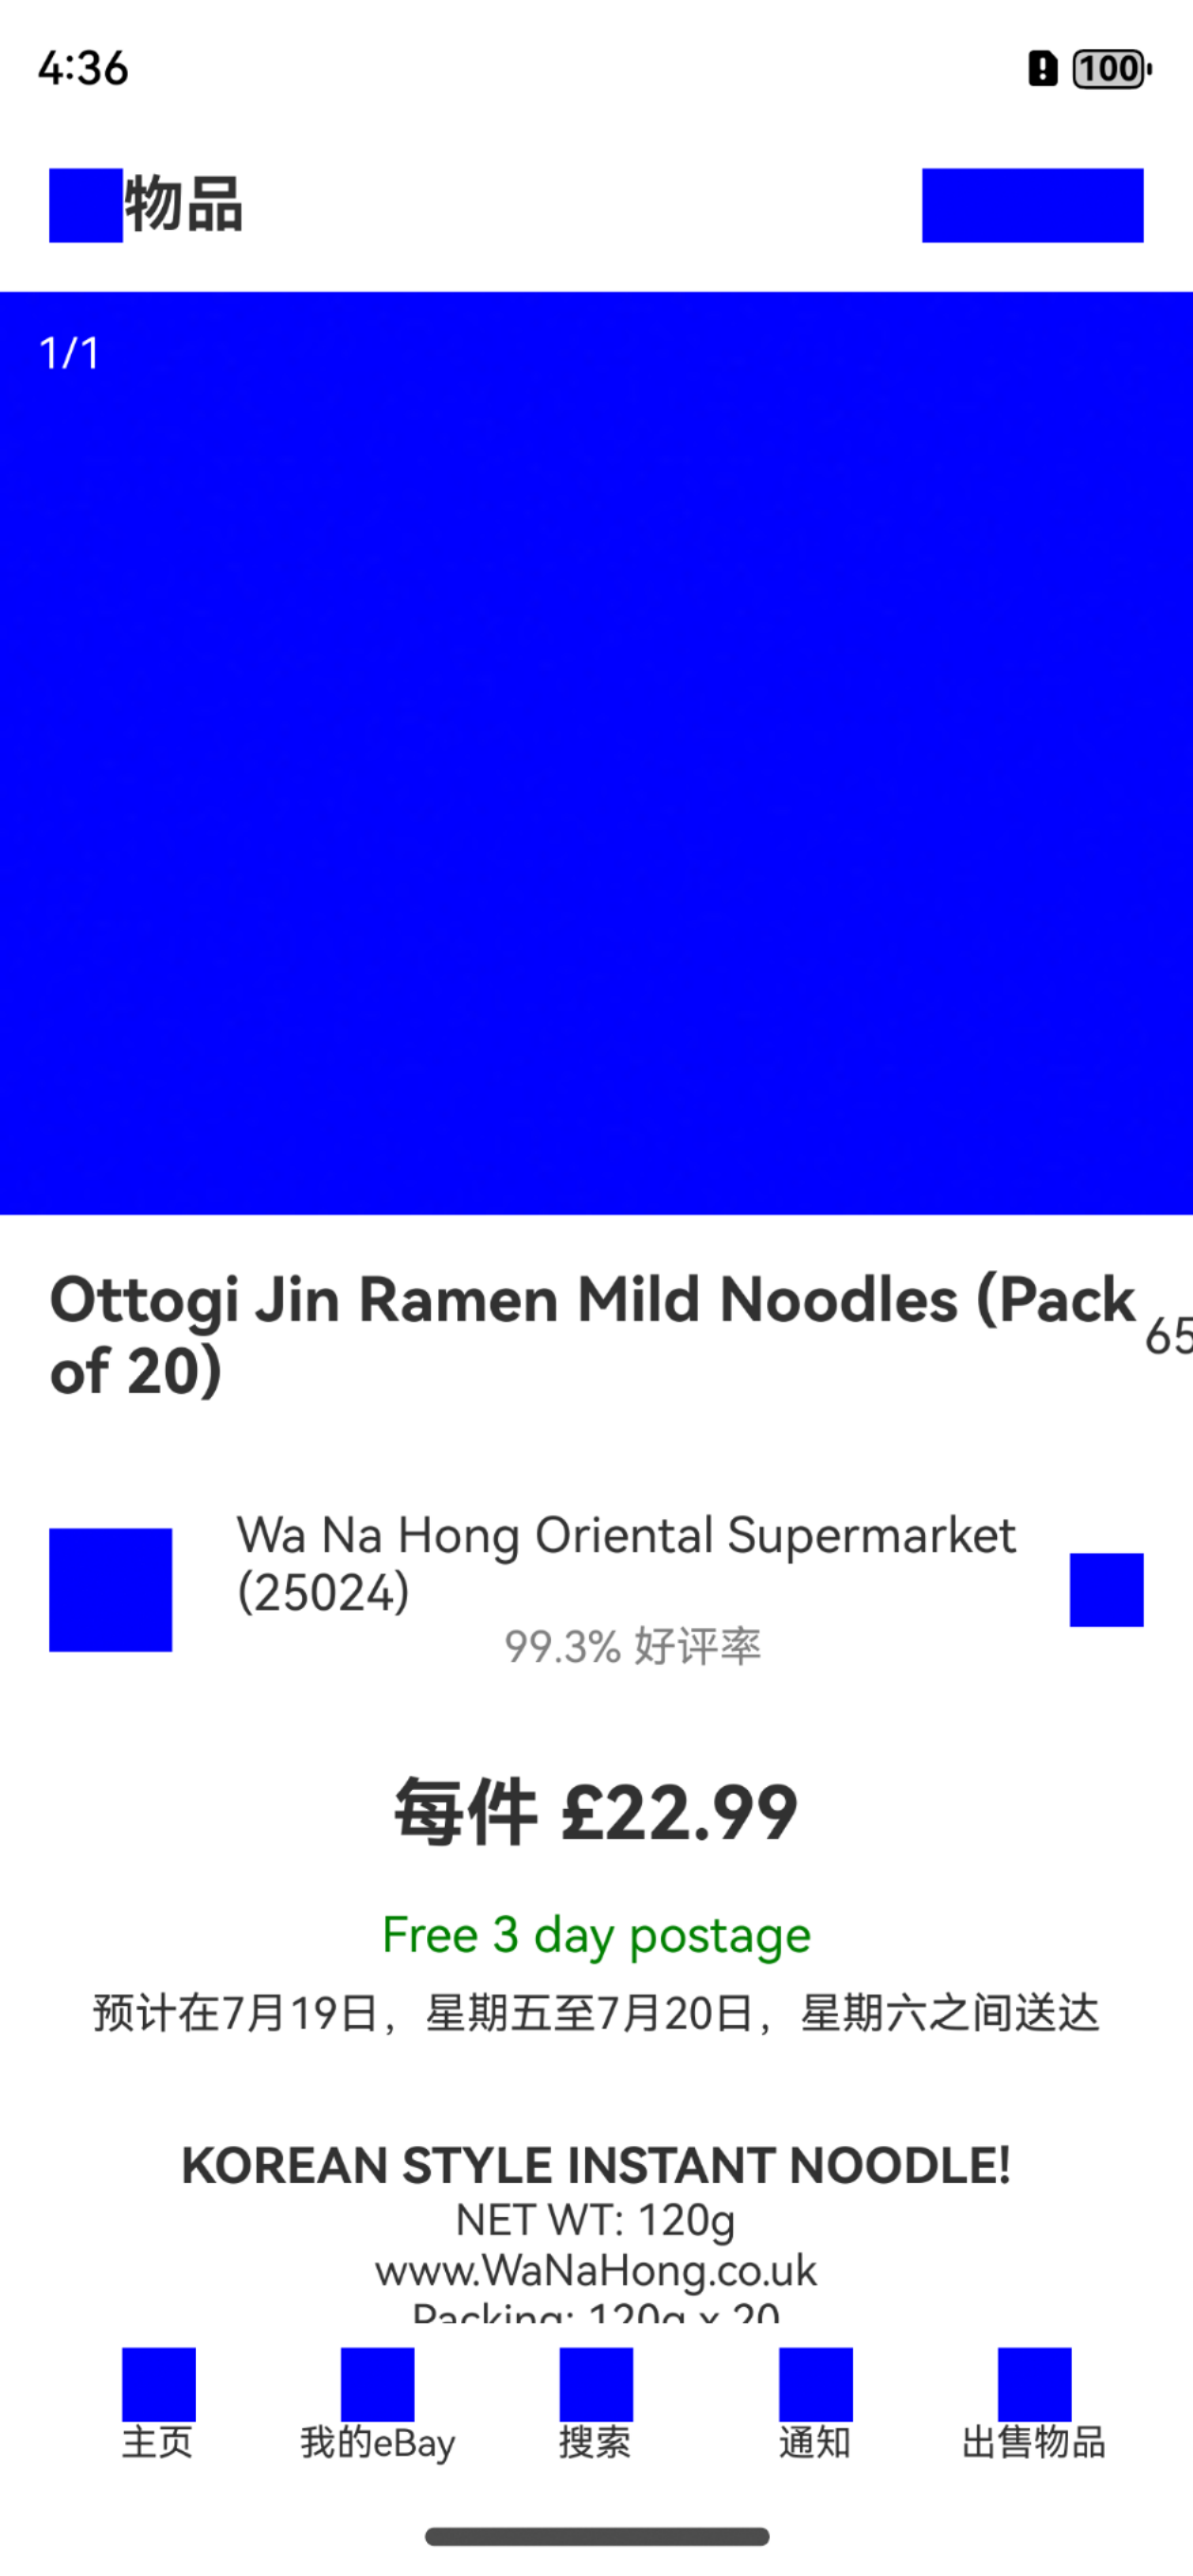 4:36
100
物品
1/1
Ottogi Jin Ramen Mild Noodles (Pack
of 20)
65
Wa Na Hong Oriental Supermarket
(25024)
99.3% 好评率
每件 £22.99
Free 3 day postage
预计在7月19日，星期五至7月20日，星期六之间送达
KOREAN STYLE INSTANT NOODLE!
NET WT: 120g
www.WaNaHong.co.uk
Packing: 120g x 20
主页
我的eBay
搜索
通知
出售物品